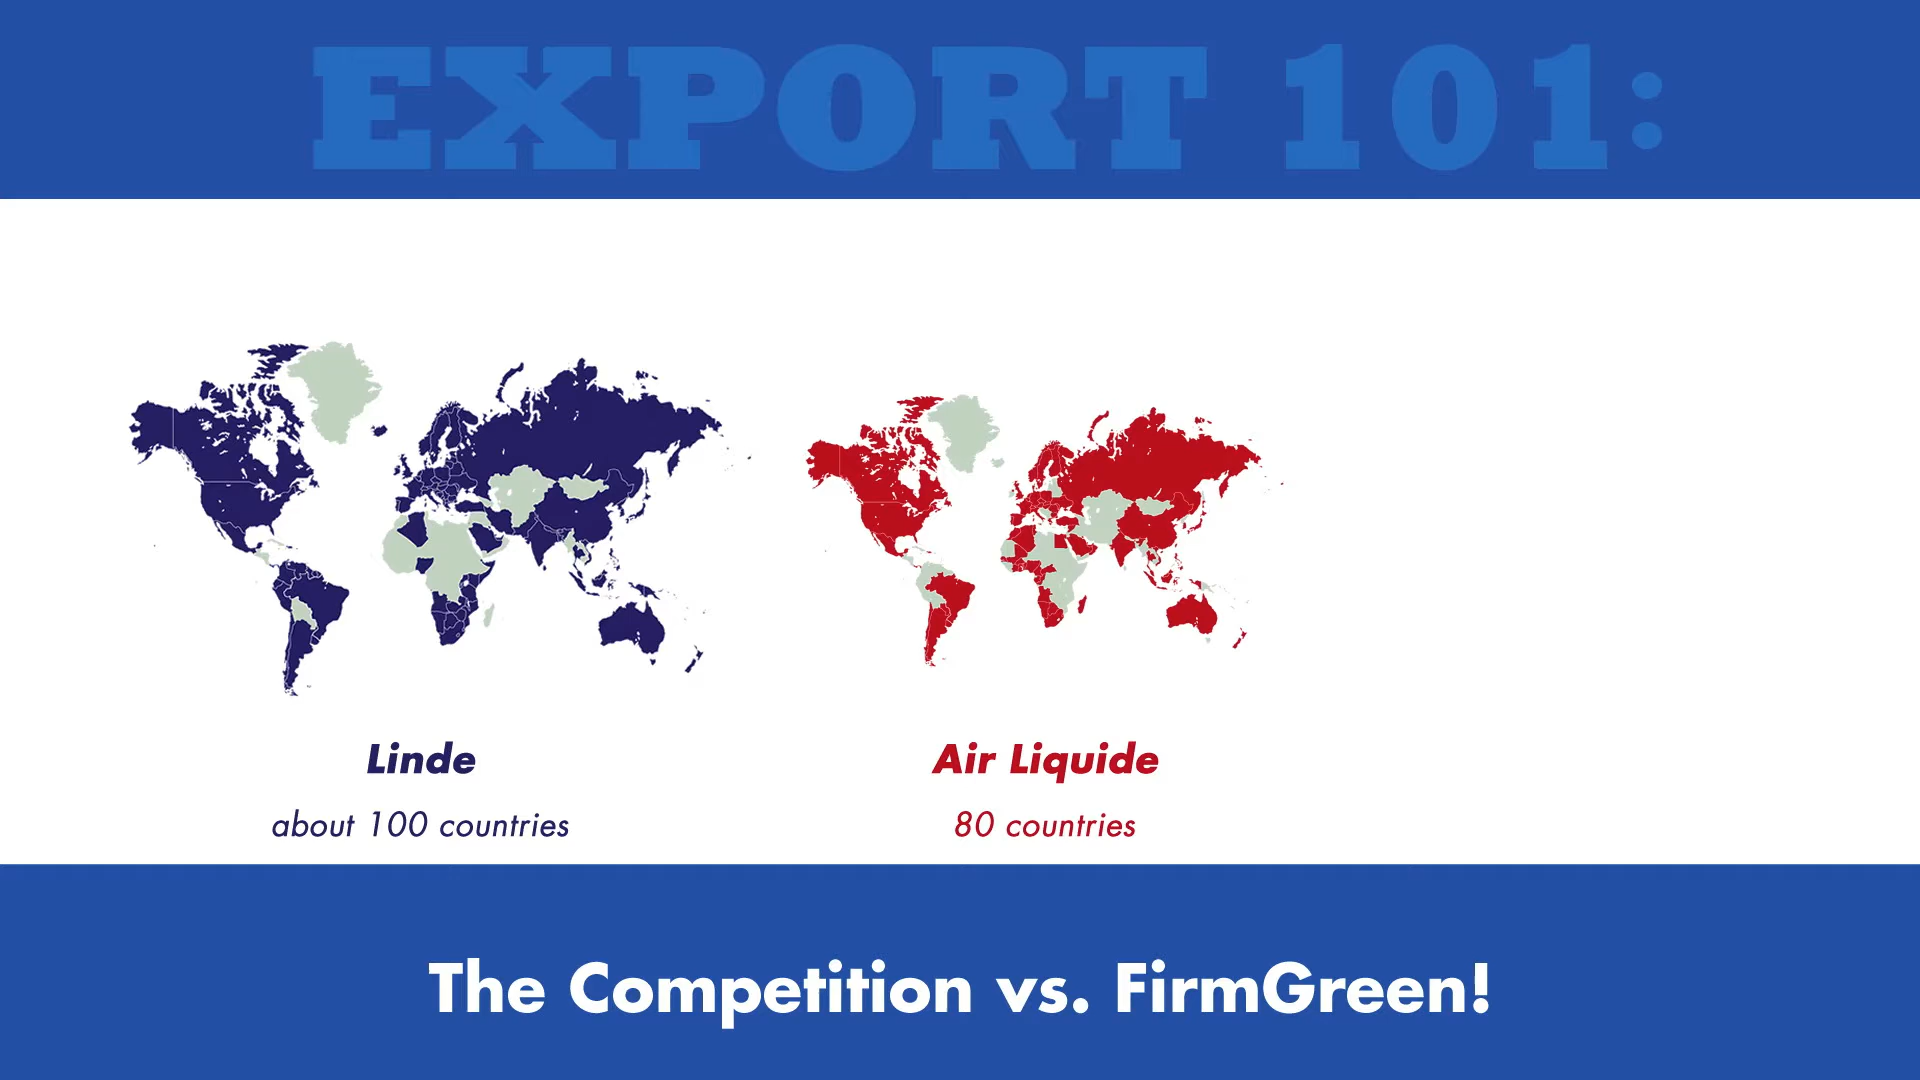 EXPORT 101:
Linde
about 100 countries
Air Liquide
80 countries
The Competition vs. FirmGreen!